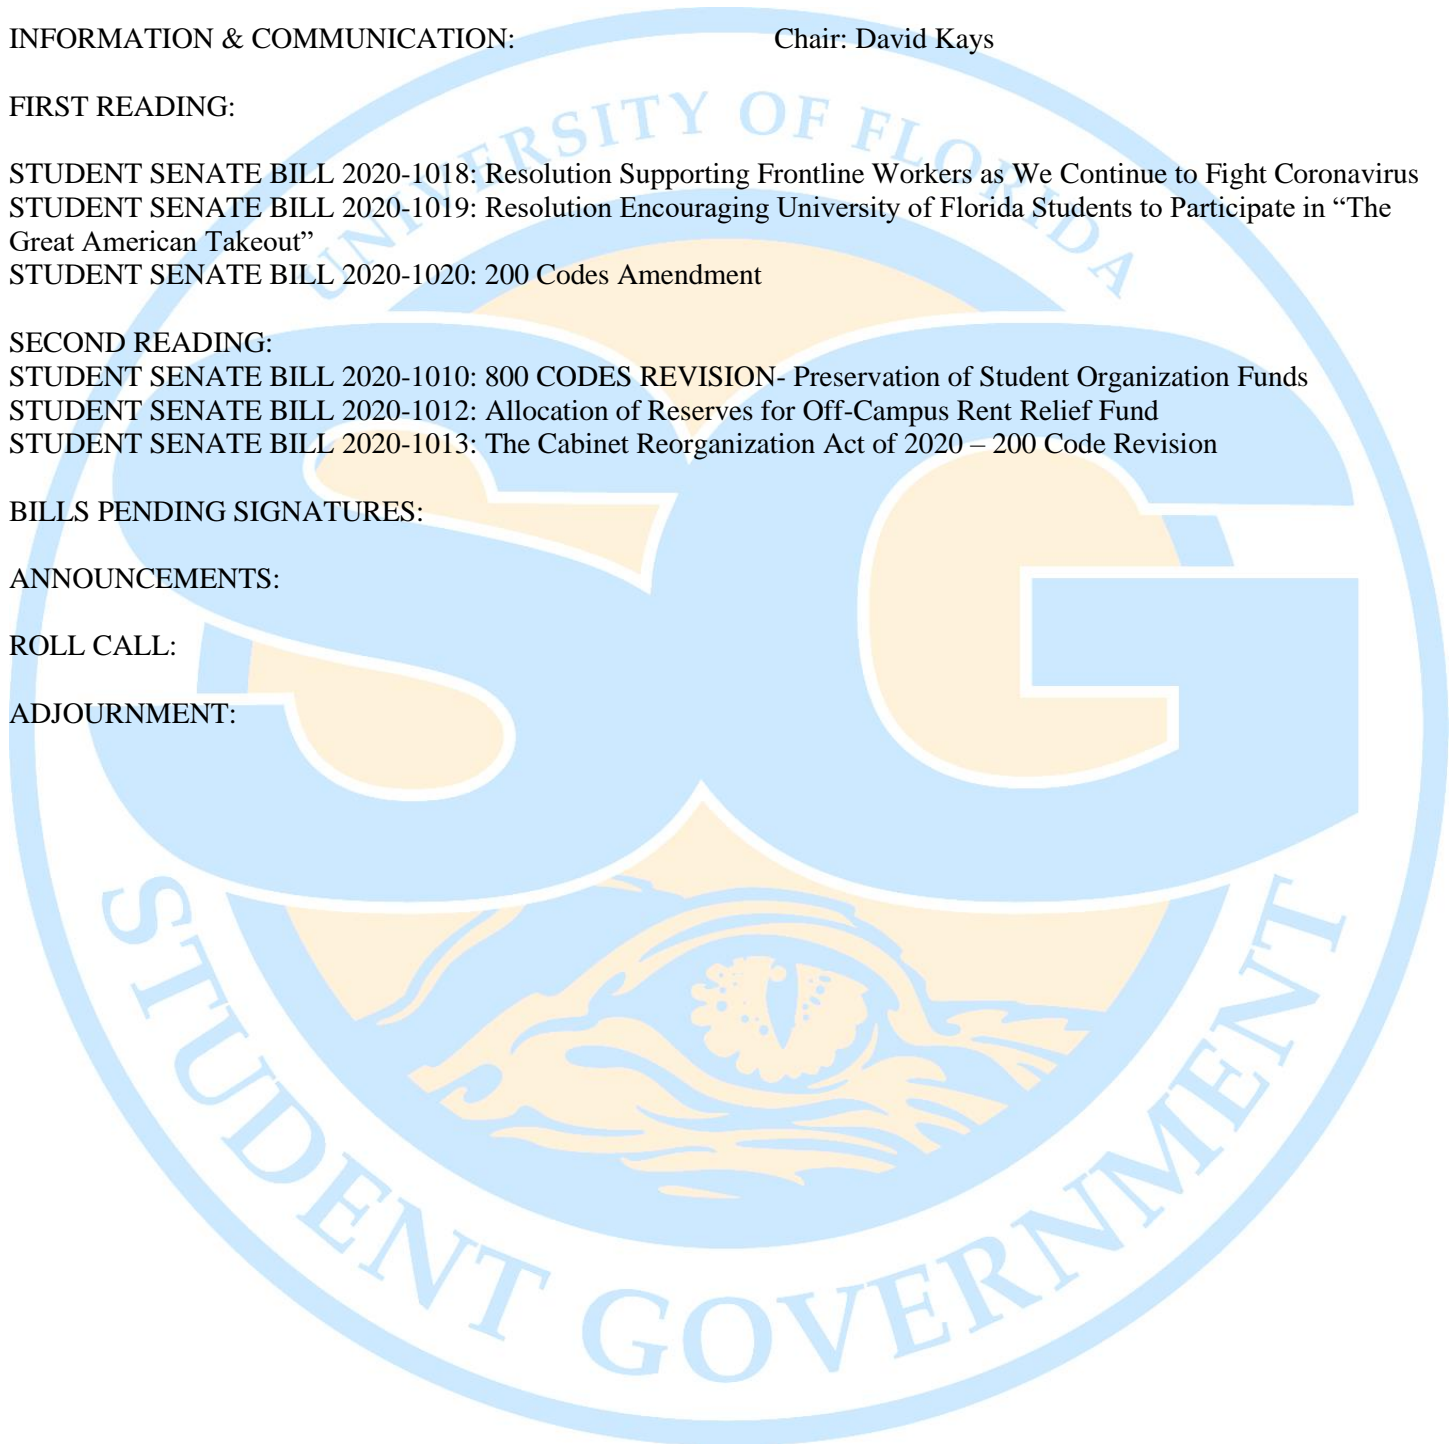 INFORMATION & COMMUNICATION: Chair: David Kays
FIRST READING:
STUDENT SENATE BILL 2020-1018: Resolution Supporting Frontline Workers as We Continue to Fight Coronavirus
STUDENT SENATE BILL 2020-1019: Resolution Encouraging University of Florida Students to Participate in “The
Great American Takeout”
STUDENT SENATE BILL 2020-1020: 200 Codes Amendment
SECOND READING:
STUDENT SENATE BILL 2020-1010: 800 CODES REVISION- Preservation of Student Organization Funds
STUDENT SENATE BILL 2020-1012: Allocation of Reserves for Off-Campus Rent Relief Fund
STUDENT SENATE BILL 2020-1013: The Cabinet Reorganization Act of 2020 – 200 Code Revision
BILLS PENDING SIGNATURES:
ANNOUNCEMENTS:
ROLL CALL:
ADJOURNMENT:
UNIVERSITY OF FLORIDA
SG
STUDENT GOVERNMENT